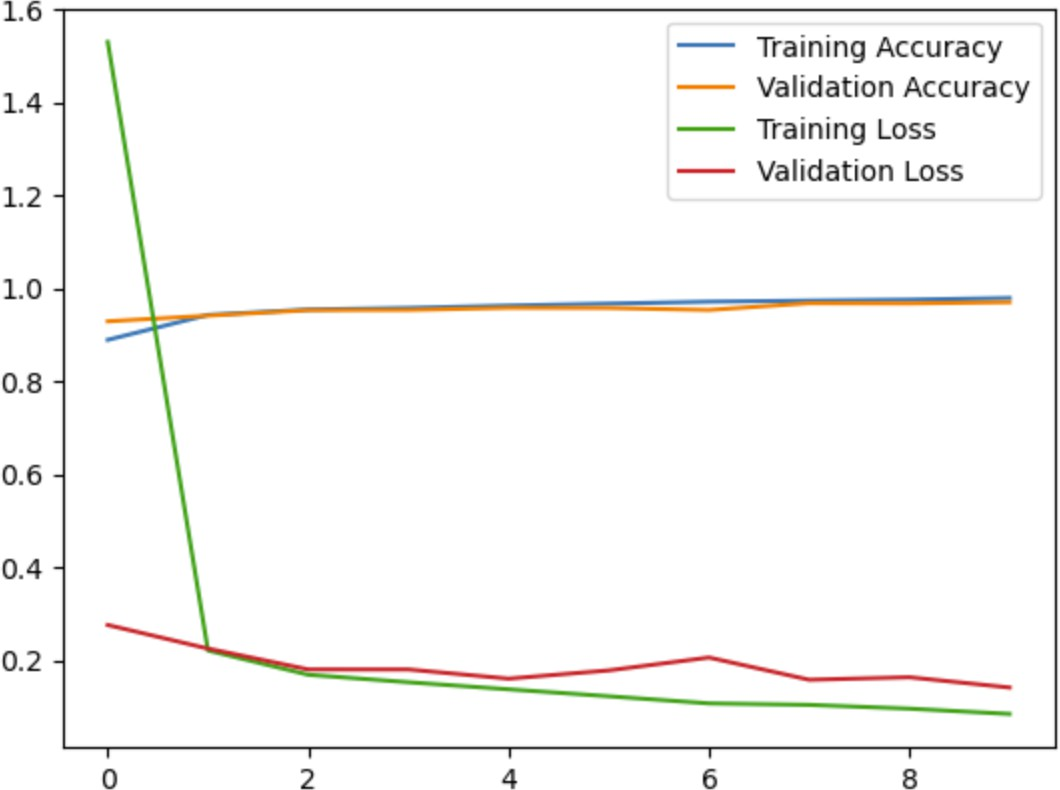 1.6
1.4
1.2
1.0
0.8
0.6
0.4
0.2
0 2 4 6 8
Training Accuracy
Validation Accuracy
Training Loss
Validation Loss